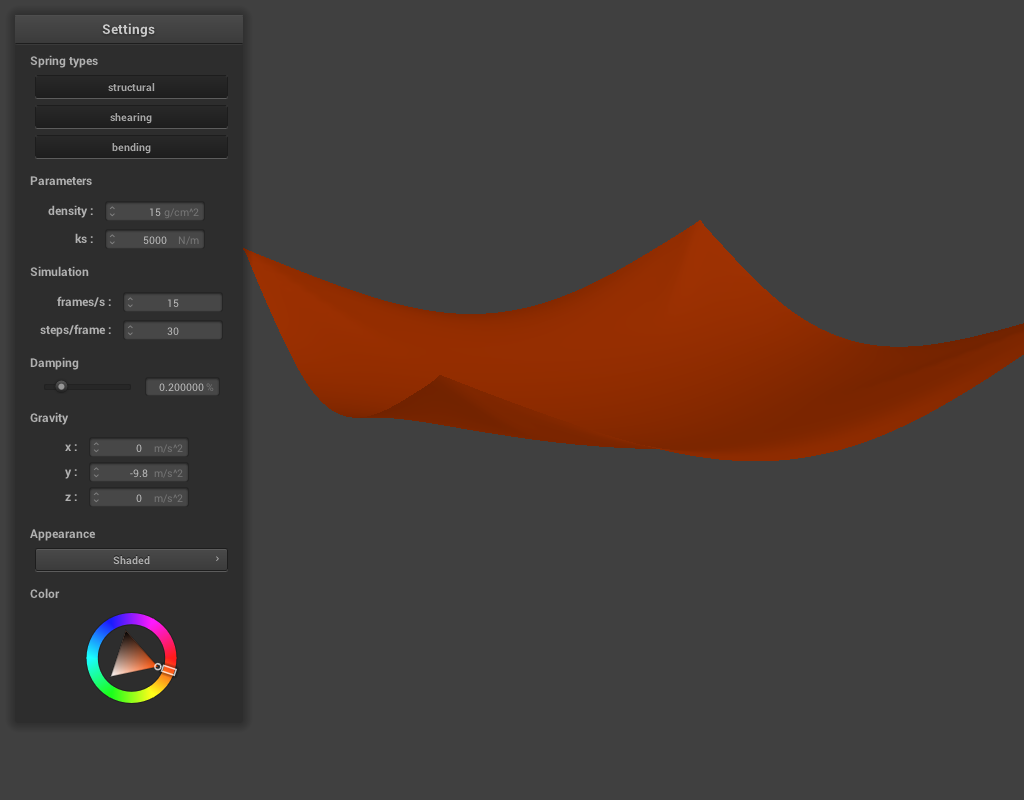 Settings
Spring types
structural
shearing
bending
Parameters
density : 15 g/cm^2
ks : 5000 N/m
Simulation
frames/s : 15
steps/frame : 30
Damping
0.200000 %
Gravity
x : 0 m/s^2
y : -9.8 m/s^2
z : 0 m/s^2
Appearance
Shaded
Color